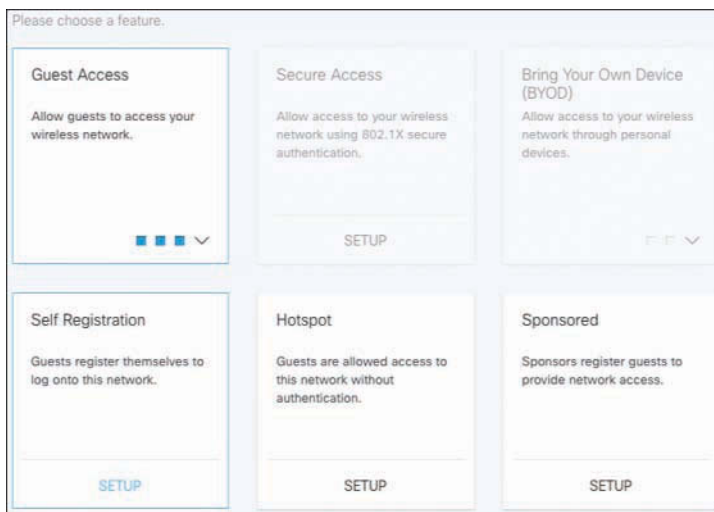 Please choose a feature.
Guest Access
Allow guests to access your
wireless network.
Secure Access
Allow access to your wireless
network using 802.1X secure
authentication.
SETUP
Bring Your Own Device
(BYOD)
Allow access to your wireless
network through personal
devices.
Self Registration
Guests register themselves to
log onto this network.
SETUP
Hotspot
Guests are allowed access to
this network without
authentication.
SETUP
Sponsored
Sponsors register guests to
provide network access.
SETUP